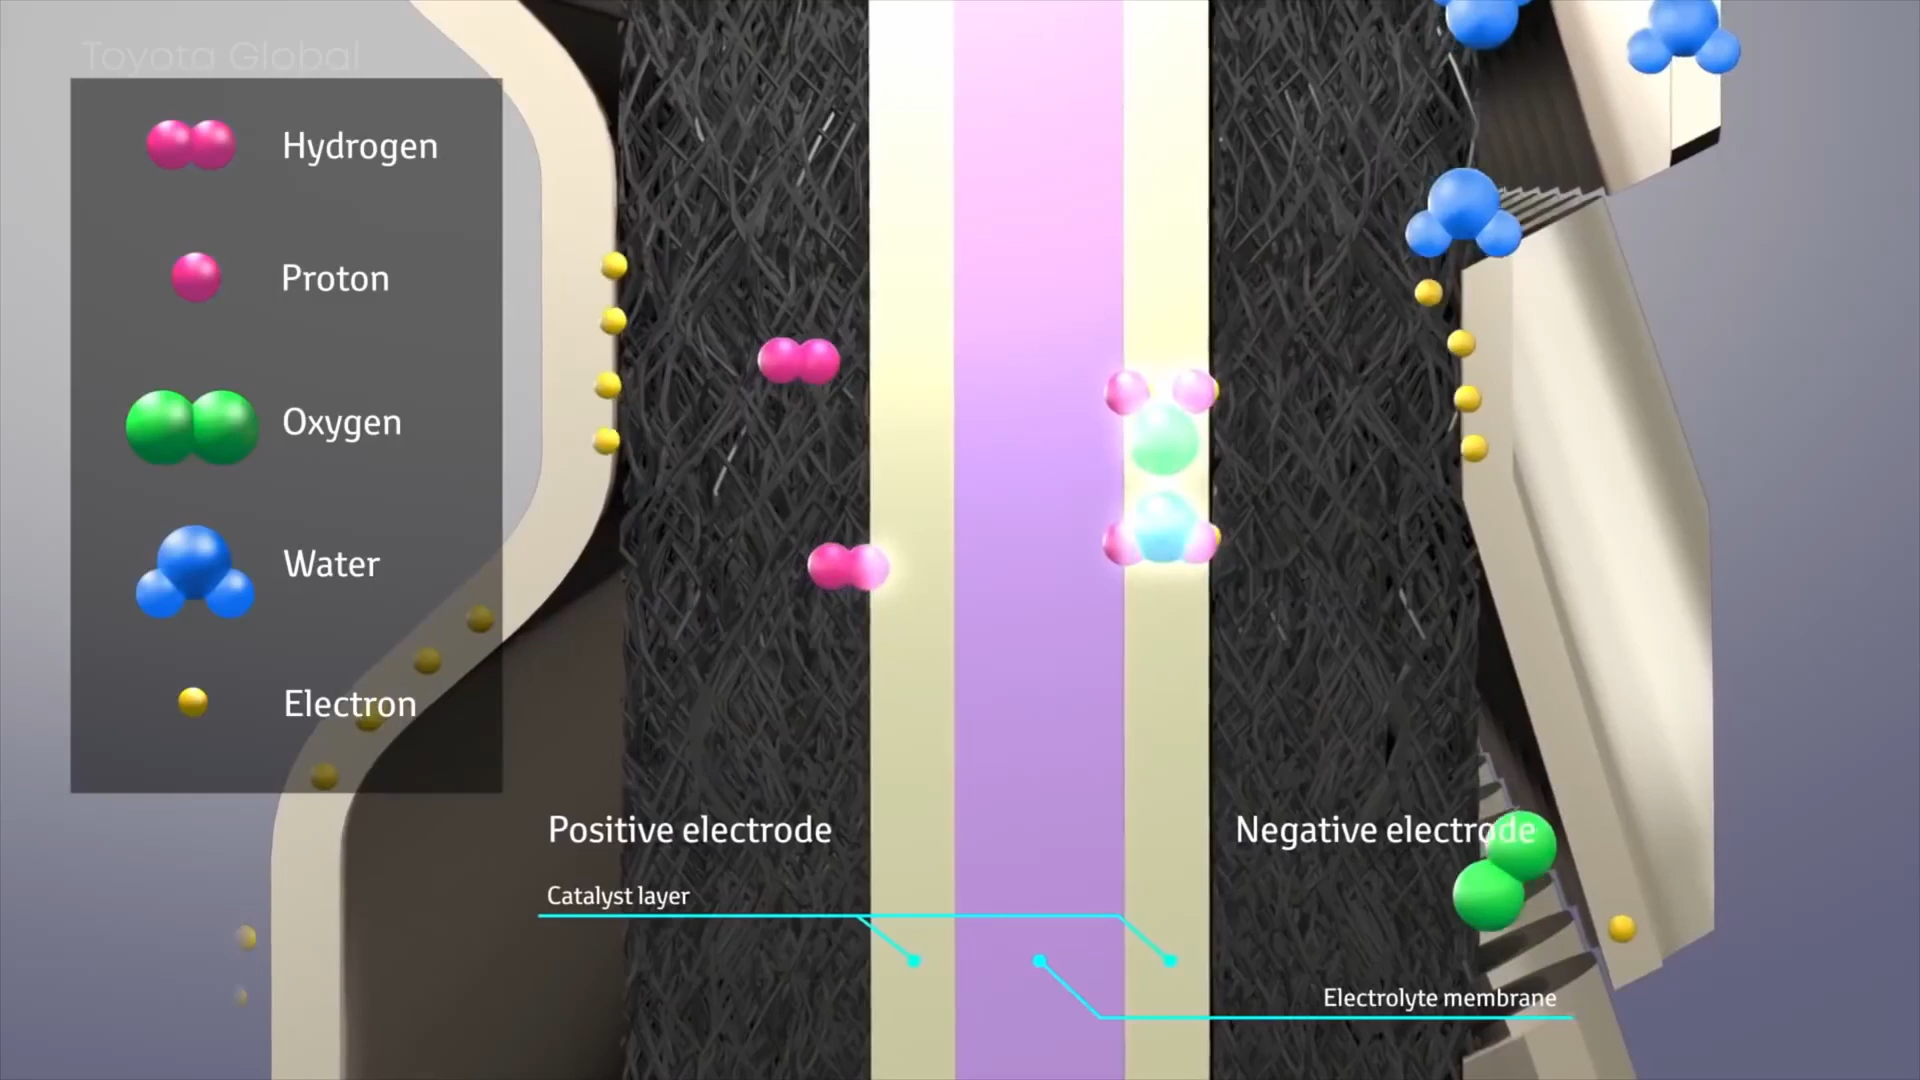 Toyota Global
Hydrogen
Proton
Oxygen
Water
Electron
Positive electrode
Negative electrode
Catalyst layer
Electrolyte membrane